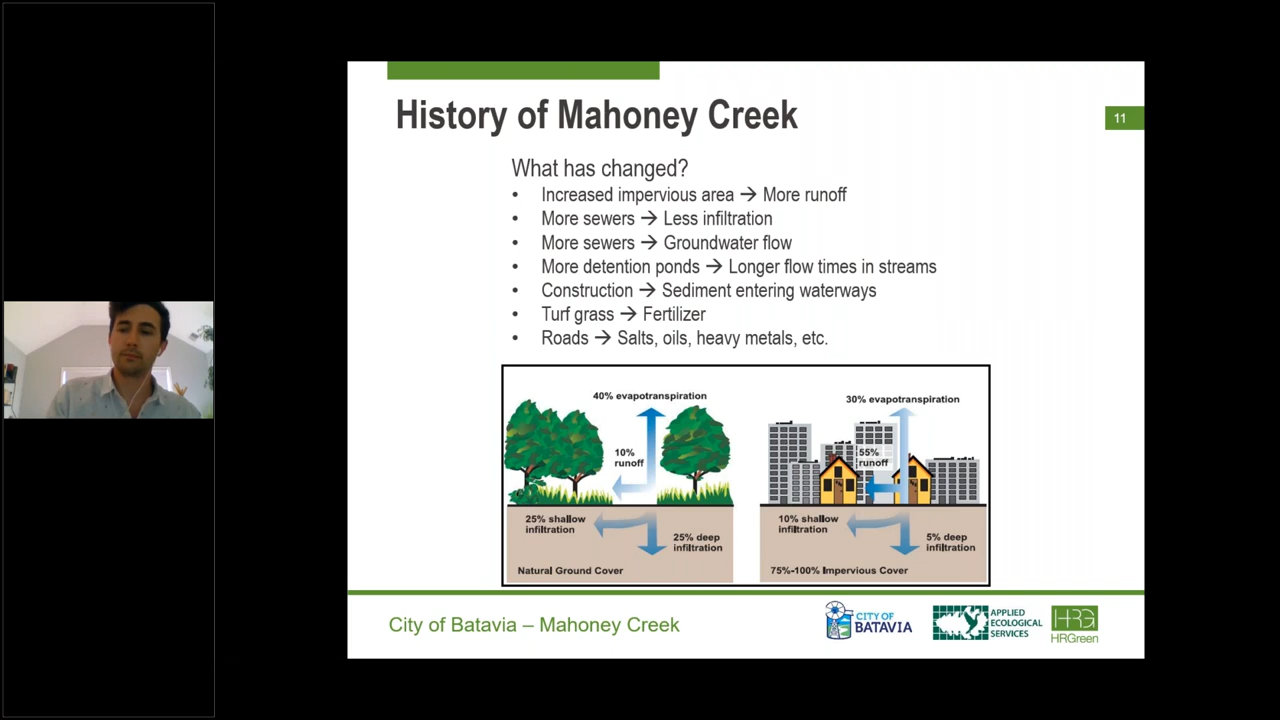 History of Mahoney Creek
11
What has changed?
• Increased impervious area → More runoff
• More sewers → Less infiltration
• More sewers → Groundwater flow
• More detention ponds → Longer flow times in streams
• Construction → Sediment entering waterways
• Turf grass → Fertilizer
• Roads → Salts, oils, heavy metals, etc.
40% evapotranspiration
10%
runoff
25% shallow
infiltration
25% deep
infiltration
Natural Ground Cover
30% evapotranspiration
55%
runoff
10% shallow
infiltration
5% deep
infiltration
75%-100% Impervious Cover
City of Batavia – Mahoney Creek
CITY OF
BATAVIA
APPLIED
ECOLOGICAL
SERVICES
HRG
HRGreen